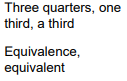 Three quarters, one
third, a third
Equivalence,
equivalent